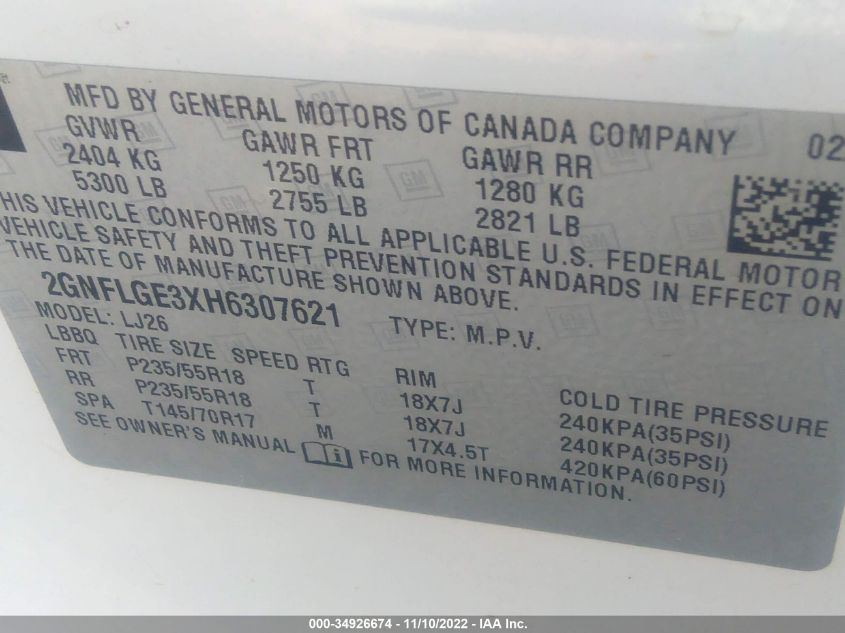 MFD BY GENERAL MOTORS OF CANADA COMPANY 02
GVWR GAWR FRT GAWR RR
2404 KG 1250 KG 1280 KG
5300 LB 2755 LB 2821 LB
HIS VEHICLE CONFORMS TO ALL APPLICABLE U.S. FEDERAL MOTOR
VEHICLE SAFETY AND THEFT PREVENTION STANDARDS IN EFFECT ON
THE DATE OF MANUFACTURE SHOWN ABOVE.
2GNFLGE3XH6307621 TYPE: M.P.V.
MODEL: LJ26
LBBQ TIRE SIZE SPEED RTG RIM COLD TIRE PRESSURE
FRT P235/55R18 T 18X7J 240KPA(35PSI)
RR P235/55R18 T 18X7J 240KPA(35PSI)
SPA T145/70R17 M 17X4.5T 420KPA(60PSI)
SEE OWNER'S MANUAL FOR MORE INFORMATION.
000-34926674 - 11/10/2022 - IAA Inc.